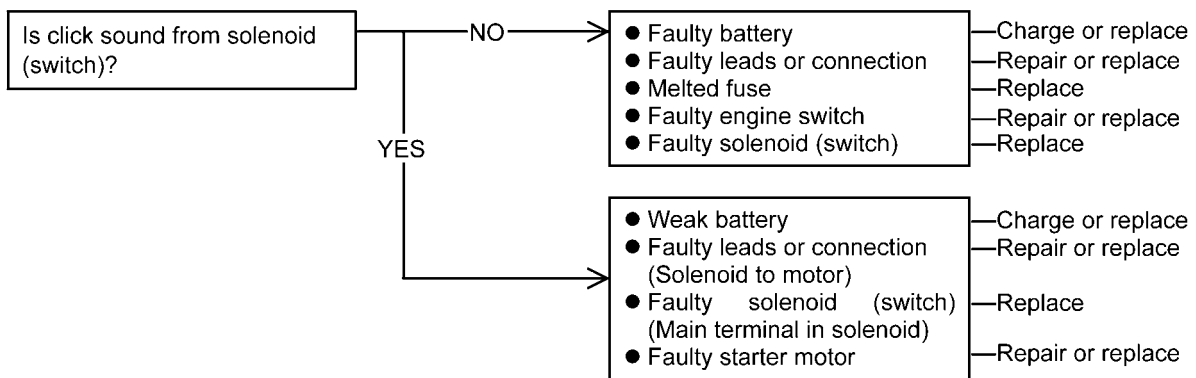 Is click sound from solenoid
(switch)?
NO
● Faulty battery
Charge or replace
● Faulty leads or connection
Repair or replace
● Melted fuse
Replace
● Faulty engine switch
Repair or replace
● Faulty solenoid (switch)
Replace
YES
● Weak battery
Charge or replace
● Faulty leads or connection
Repair or replace
(Solenoid to motor)
● Faulty solenoid (switch)
Replace
(Main terminal in solenoid)
● Faulty starter motor
Repair or replace